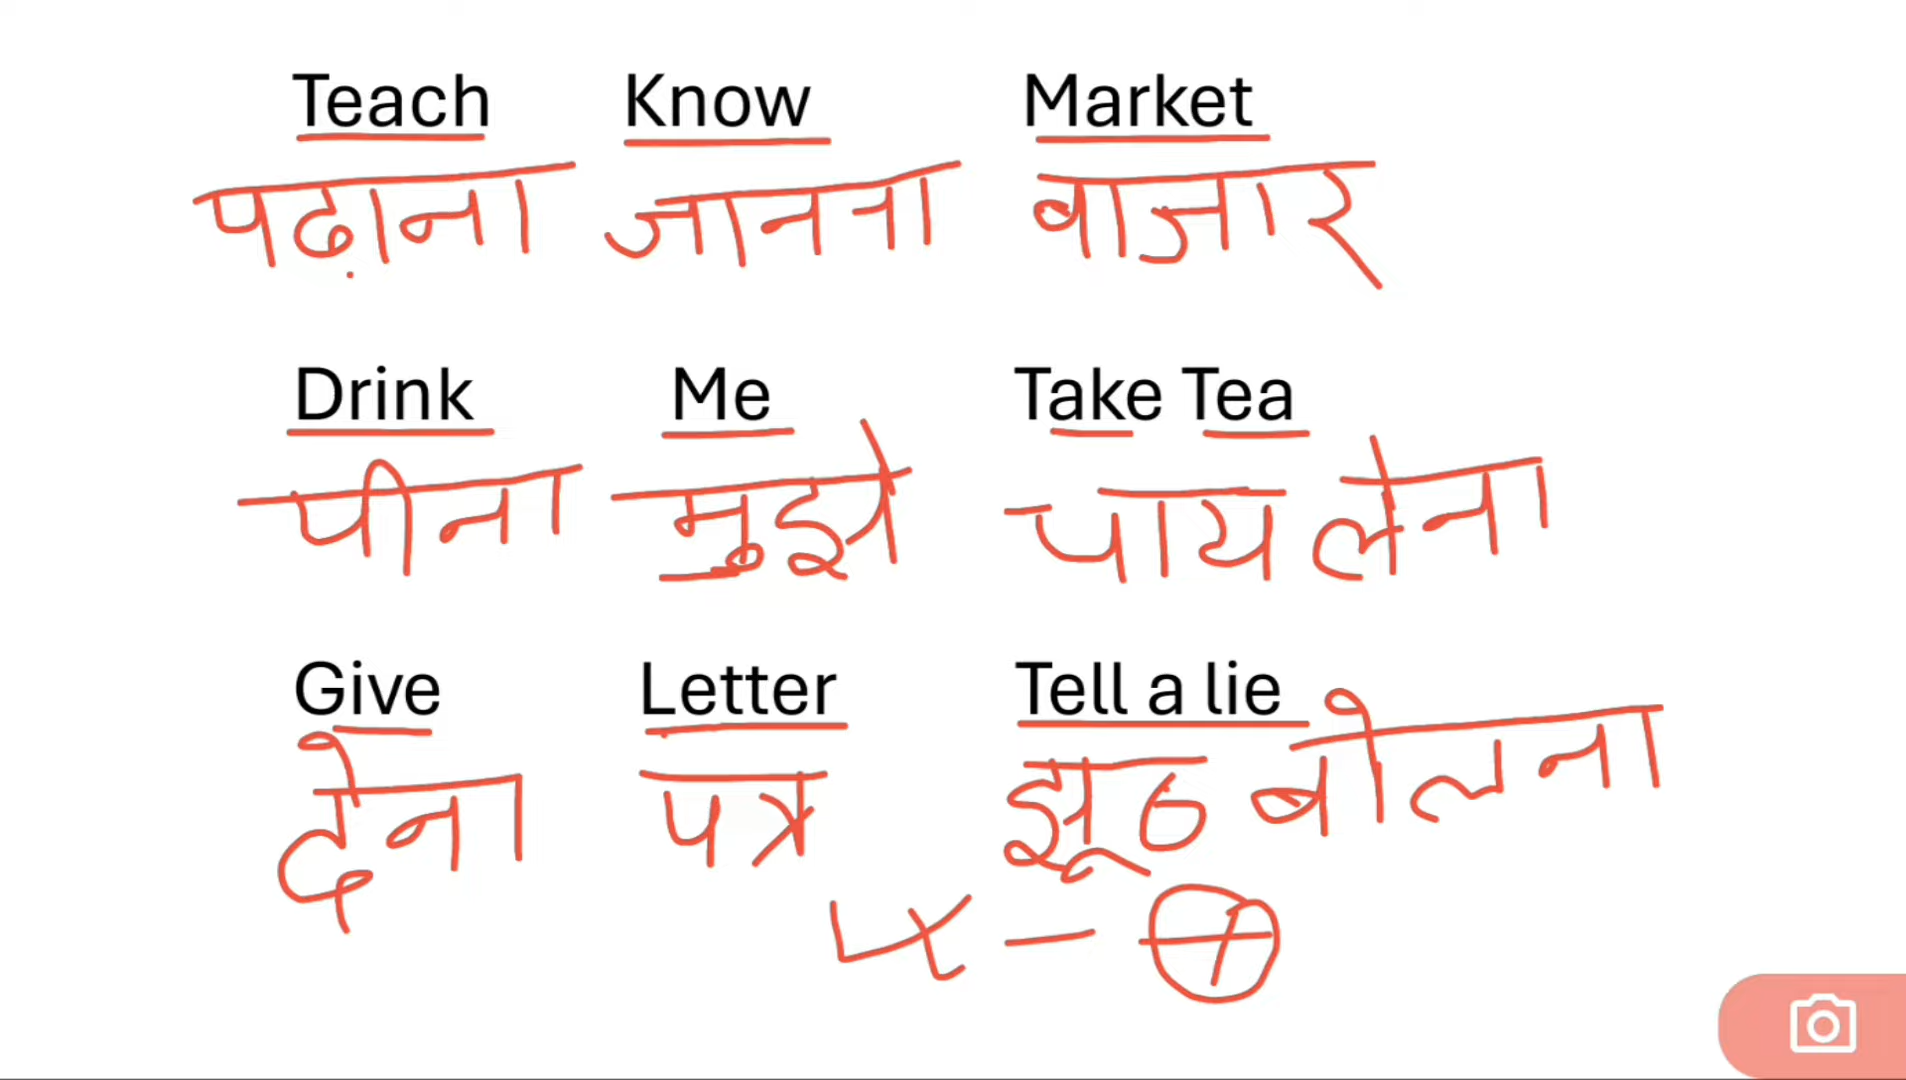 Teach Know Market
पढ़ाना जानना बाजार
Drink Me Take Tea
पीना मुझे चाय लेना
Give Letter Tell a lie
देना पत्र झूठ बोलना